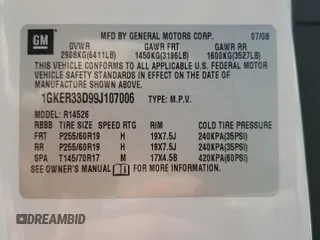 GM
MFD BY GENERAL MOTORS CORP. 07/08
GVWR GAWR FRT GAWR RR
2908KG(6411LB) 1450KG(3196LB) 1600KG(3527LB)
THIS VEHICLE CONFORMS TO ALL APPLICABLE U.S. FEDERAL MOTOR
VEHICLE SAFETY STANDARDS IN EFFECT ON THE DATE OF
MANUFACTURE SHOWN ABOVE.
1GKER33D99J107006 TYPE: M.P.V.
MODEL: R14526
RBBB TIRE SIZE SPEED RTG RIM COLD TIRE PRESSURE
FRT P255/60R19 H 19X7.5J 240KPA(35PSI)
RR P255/60R19 H 19X7.5J 240KPA(35PSI)
SPA T145/70R17 M 17X4.5B 420KPA(60PSI)
SEE OWNER'S MANUAL FOR MORE INFORMATION.
DREAMBID